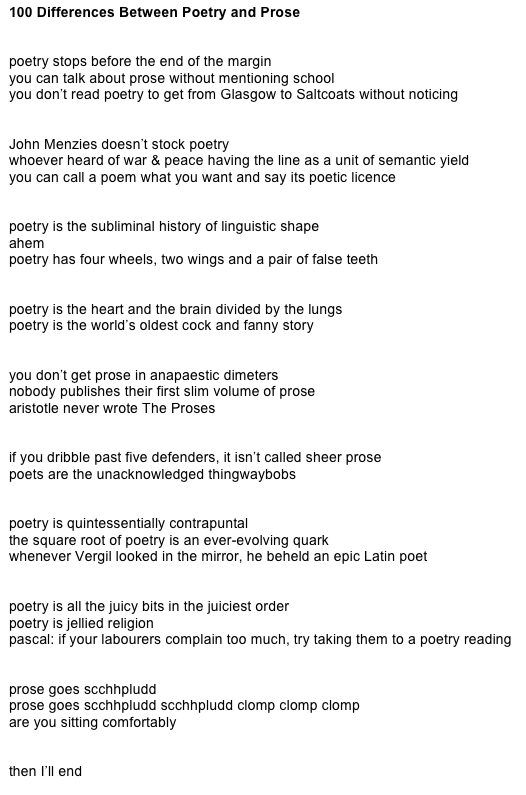 100 Differences Between Poetry and Prose
poetry stops before the end of the margin
you can talk about prose without mentioning school
you don't read poetry to get from Glasgow to Saltcoats without noticing
John Menzies doesn't stock poetry
whoever heard of war & peace having the line as a unit of semantic yield
you can call a poem what you want and say its poetic licence
poetry is the subliminal history of linguistic shape
ahem
poetry has four wheels, two wings and a pair of false teeth
poetry is the heart and the brain divided by the lungs
poetry is the world's oldest cock and fanny story
you don't get prose in anapaestic dimeters
nobody publishes their first slim volume of prose
aristotle never wrote The Proses
if you dribble past five defenders, it isn't called sheer prose
poets are the unacknowledged thingwaybobs
poetry is quintessentially contrapuntal
the square root of poetry is an ever-evolving quark
whenever Vergil looked in the mirror, he beheld an epic Latin poet
poetry is all the juicy bits in the juiciest order
poetry is jellied religion
pascal: if your labourers complain too much, try taking them to a poetry reading
prose goes scchhpludd
prose goes scchhpludd scchhpludd clomp clomp clomp
are you sitting comfortably
then I'll end